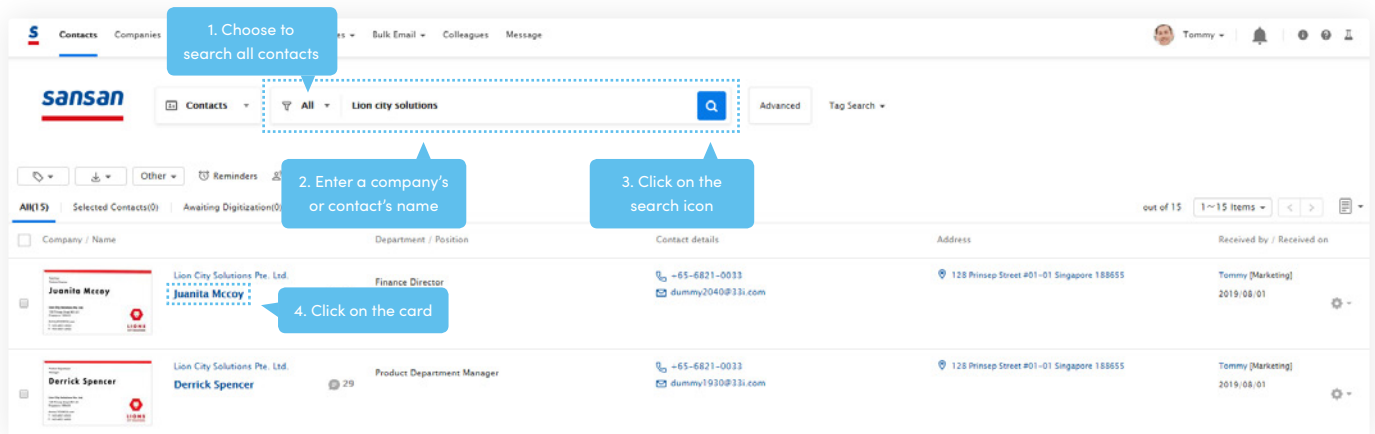 S Contacts Companies es Bulk Email Colleagues Message Tommy
1. Choose to
search all contacts
sansan Contacts All Lion city solutions Advanced Tag Search
Other Reminders
2. Enter a company's
or contact's name
3. Click on the
search icon
All(15) Selected Contacts(0) Awaiting Digitization(0) out of 15 1~15 Items < >
Company / Name Department / Position Contact details Address Received by / Received on
Juanita Mccoy
LIONS
Lion City Solutions Pte. Ltd.
Juanita Mccoy
4. Click on the card
Finance Director
+65-6821-0033
dummy2040@33i.com
128 Prinsep Street #01-01 Singapore 188655
Tommy [Marketing]
2019/08/01
Derrick Spencer
LIONS
Lion City Solutions Pte. Ltd.
Derrick Spencer 29
Product Department Manager
+65-6821-0033
dummy1930@33i.com
128 Prinsep Street #01-01 Singapore 188655
Tommy [Marketing]
2019/08/01